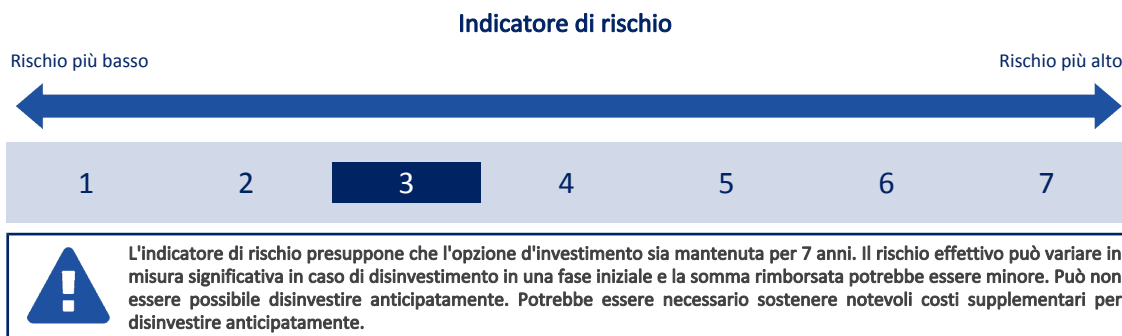 Indicatore di rischio
Rischio più basso Rischio più alto
1 2 3 4 5 6 7
L'indicatore di rischio presuppone che l'opzione d'investimento sia mantenuta per 7 anni. Il rischio effettivo può variare in
misura significativa in caso di disinvestimento in una fase iniziale e la somma rimborsata potrebbe essere minore. Può non
essere possibile disinvestire anticipatamente. Potrebbe essere necessario sostenere notevoli costi supplementari per
disinvestire anticipatamente.